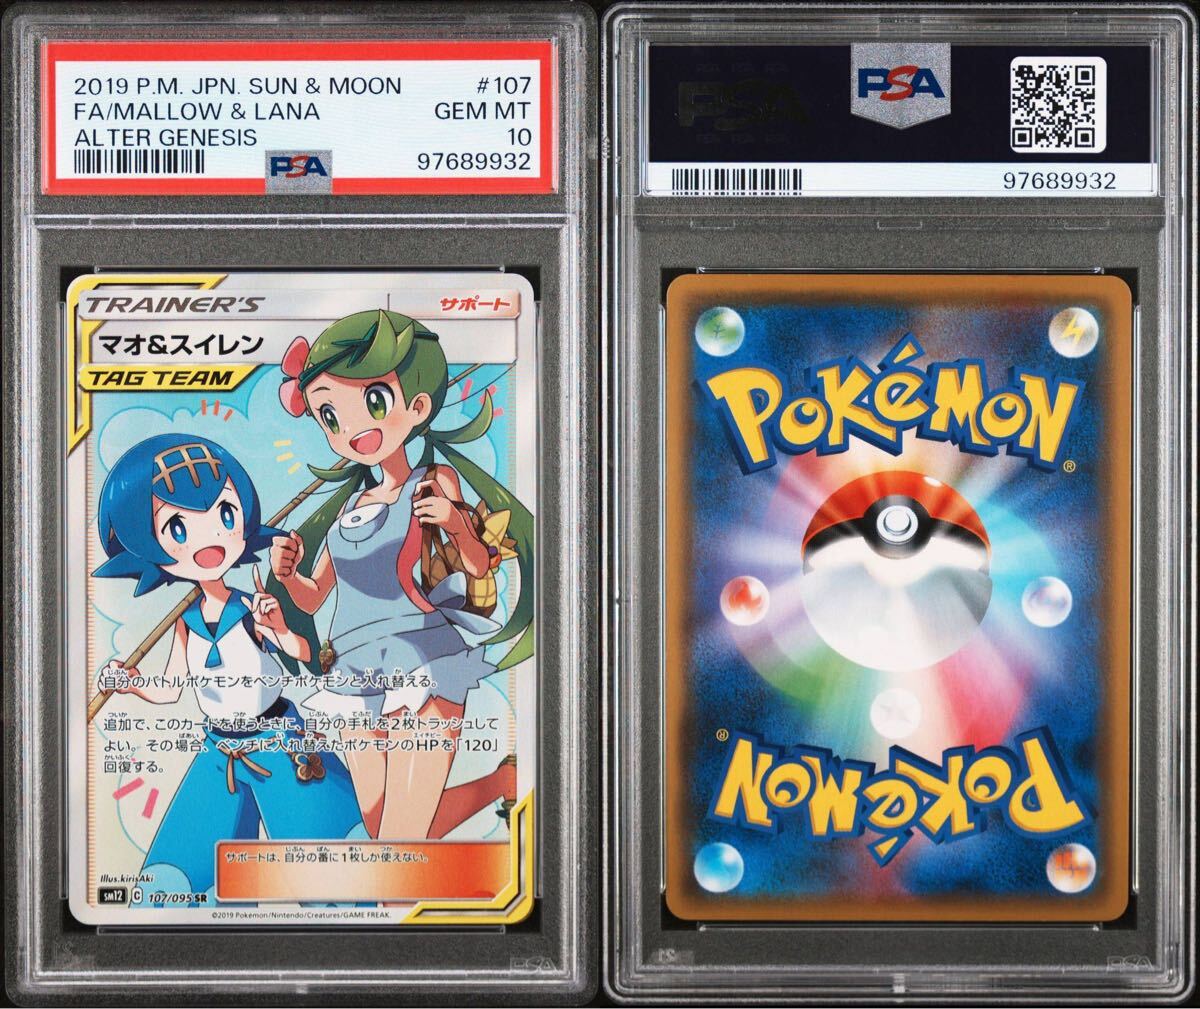 2019 P.M. JPN. SUN & MOON #107
FA/MALLOW & LANA GEM MT
ALTER GENESIS 10
PSA 97689932
TRAINER'S サポート
マオ&スイレン
TAG TEAM
自分のバトルポケモンをベンチポケモンと入れ替える。
追加で、このカードを使うときに、自分の手札を2枚トラッシュして
よい。その場合、ベンチに入れ替えたポケモンのHPを「120」
回復する。
サポートは、自分の番に1枚しか使えない。
Illus.kirisAki
sm12 C 107/095 SR
©2019 Pokémon/Nintendo/Creatures/GAME FREAK.
PSA
PSA
PSA
97689932
POKéMON®
POKéMON®
PSA